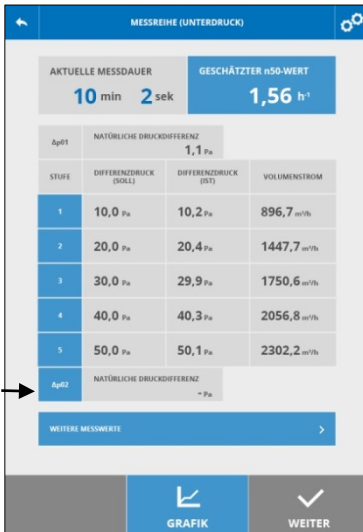 MESSREIHE (UNTERDRUCK)
AKTUELLE MESSDAUER
10 min 2 sek
GESCHÄTZTER n50-WERT
1,56 h-1
Δp01 NATÜRLICHE DRUCKDIFFERENZ
1,1 Pa
STUFE DIFFERENZDRUCK (SOLL) DIFFERENZDRUCK (IST) VOLUMENSTROM
1 10,0 Pa 10,2 Pa 896,7 m³/h
2 20,0 Pa 20,4 Pa 1447,7 m³/h
3 30,0 Pa 29,9 Pa 1750,6 m³/h
4 40,0 Pa 40,3 Pa 2056,8 m³/h
5 50,0 Pa 50,1 Pa 2302,2 m³/h
Δp02 NATÜRLICHE DRUCKDIFFERENZ
- Pa
WEITERE MESSWERTE
GRAFIK WEITER